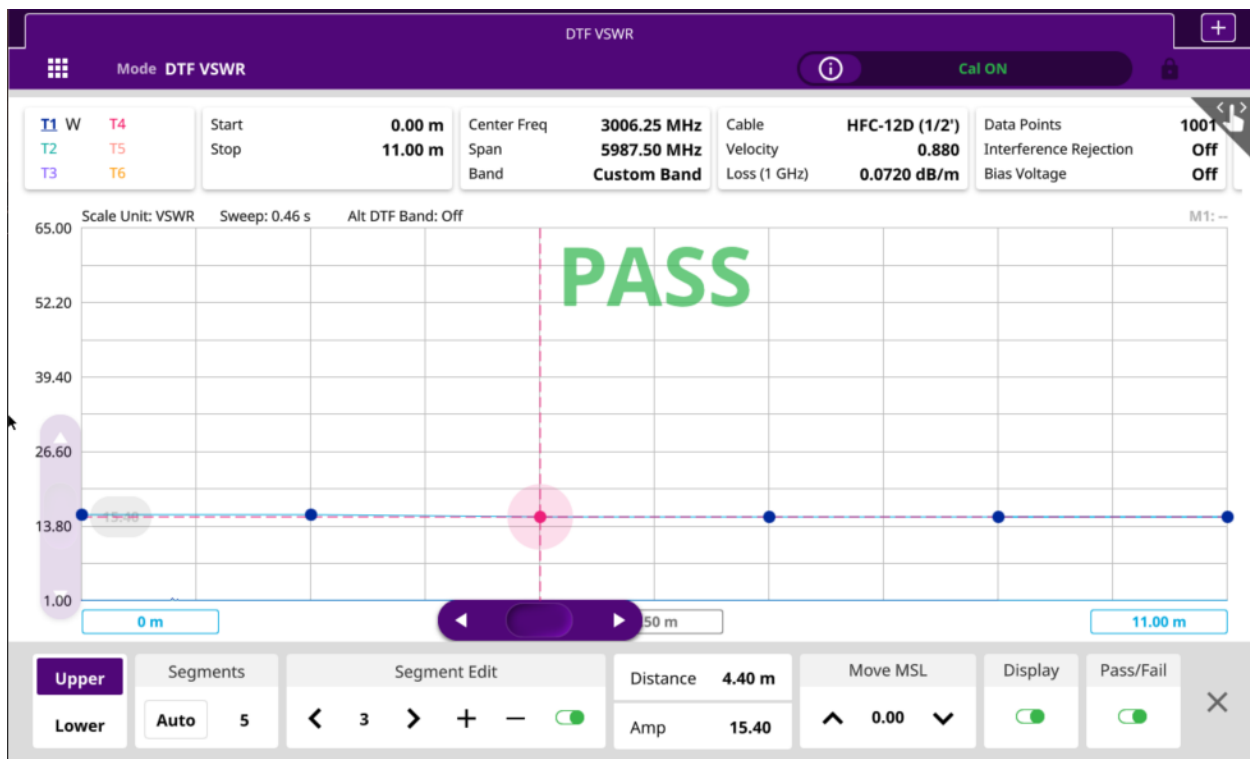 DTF VSWR
+
Mode DTF VSWR
Cal ON
T1 W T4
T2 T5
T3 T6
Start 0.00 m
Stop 11.00 m
Center Freq 3006.25 MHz
Span 5987.50 MHz
Band Custom Band
Cable HFC-12D (1/2')
Velocity 0.880
Loss (1 GHz) 0.0720 dB/m
Data Points 1001
Interference Rejection Off
Bias Voltage Off
Scale Unit: VSWR Sweep: 0.46 s Alt DTF Band: Off M1: --
65.00
PASS
52.20
39.40
26.60
15.40
13.80
1.00
0 m 50 m 11.00 m
Upper
Lower
Segments
Auto 5
Segment Edit
3
Distance 4.40 m
Amp 15.40
Move MSL
0.00
Display
Pass/Fail